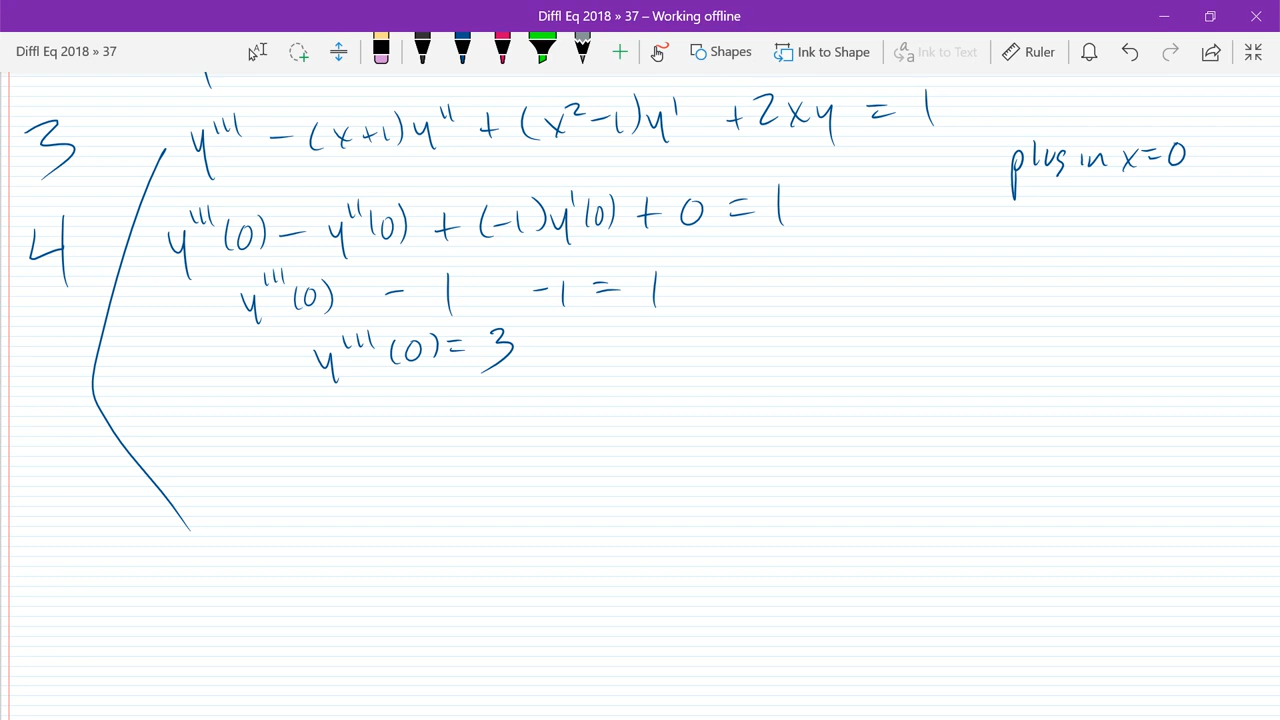 Diffl Eq 2018 » 37 – Working offline
Diffl Eq 2018 » 37
Shapes
Ink to Shape
Ink to Text
Ruler
3
y''' − (x+1)y'' + (x²−1)y' + 2xy = 1
plug in x=0
4
y'''(0) − y''(0) + (−1)y'(0) + 0 = 1
y'''(0) − 1 −1 = 1
y'''(0) = 3